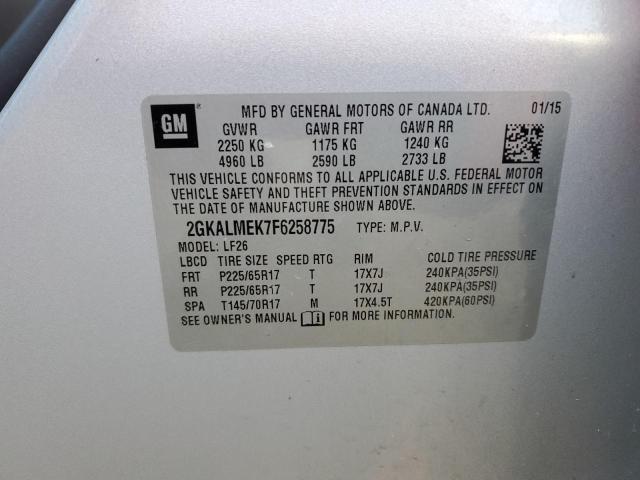 GM ® MFD BY GENERAL MOTORS OF CANADA LTD. 01/15
GVWR GAWR FRT GAWR RR
2250 KG 1175 KG 1240 KG
4960 LB 2590 LB 2733 LB
THIS VEHICLE CONFORMS TO ALL APPLICABLE U.S. FEDERAL MOTOR
VEHICLE SAFETY AND THEFT PREVENTION STANDARDS IN EFFECT ON
THE DATE OF MANUFACTURE SHOWN ABOVE.
2GKALMEK7F6258775 TYPE: M.P.V.
MODEL: LF26
LBCD TIRE SIZE SPEED RTG RIM COLD TIRE PRESSURE
FRT P225/65R17 T 17X7J 240KPA(35PSI)
RR P225/65R17 T 17X7J 240KPA(35PSI)
SPA T145/70R17 M 17X4.5T 420KPA(60PSI)
SEE OWNER'S MANUAL FOR MORE INFORMATION.